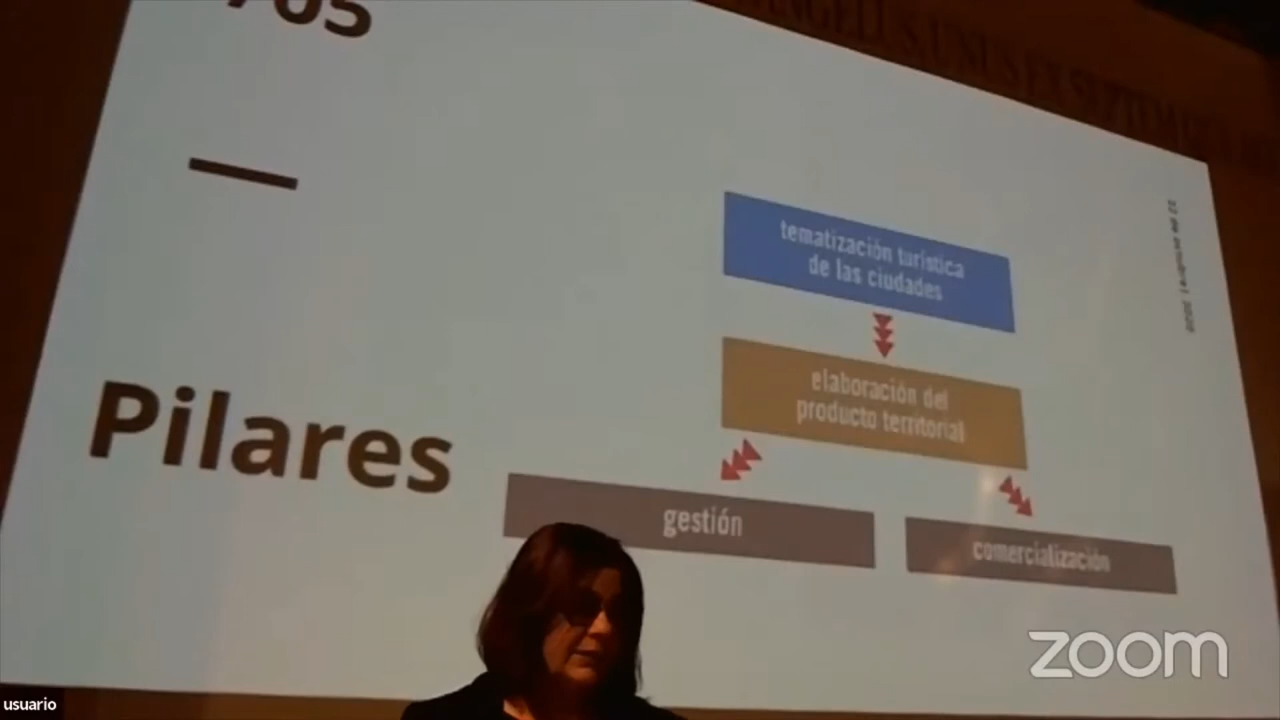 Pilares
tematización turística
de las ciudades
elaboración del
producto territorial
gestión
comercialización
zoom
usuario